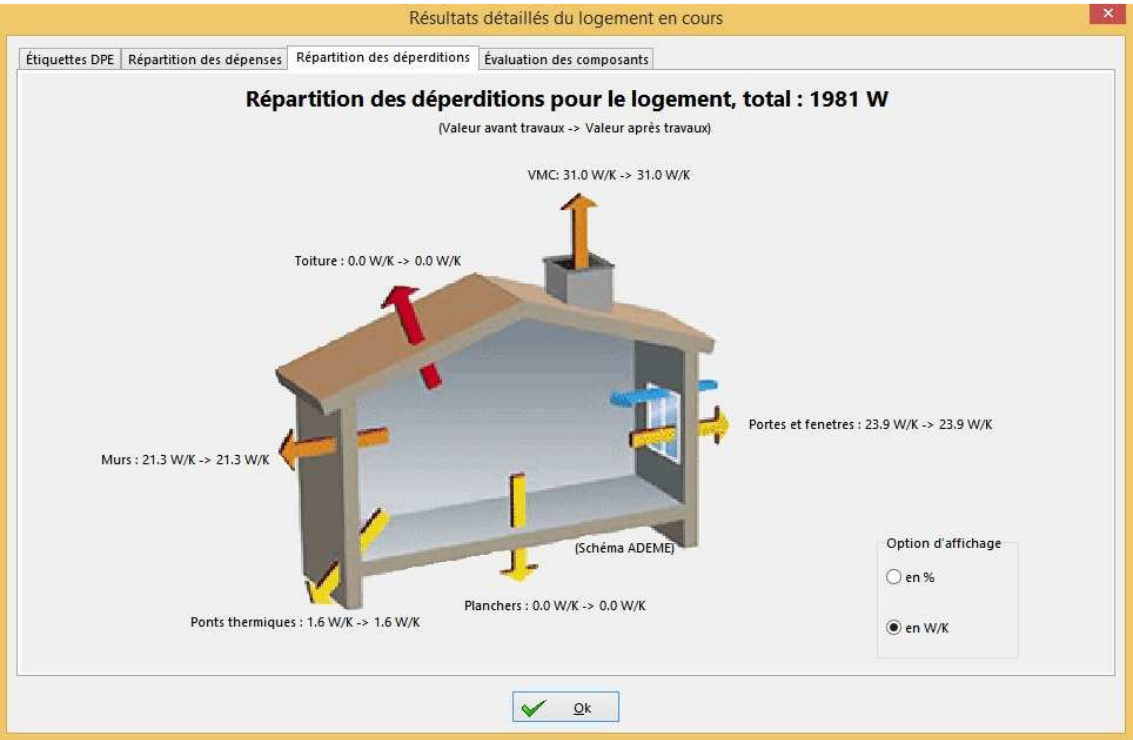 Résultats détaillés du logement en cours
Étiquettes DPE
Répartition des dépenses
Répartition des déperditions
Évaluation des composants
Répartition des déperditions pour le logement, total : 1981 W
(Valeur avant travaux -> Valeur après travaux)
VMC: 31.0 W/K -> 31.0 W/K
Toiture : 0.0 W/K -> 0.0 W/K
Portes et fenetres : 23.9 W/K -> 23.9 W/K
Murs : 21.3 W/K -> 21.3 W/K
(Schéma ADEME)
Option d'affichage
en %
Planchers : 0.0 W/K -> 0.0 W/K
Ponts thermiques : 1.6 W/K -> 1.6 W/K
en W/K
Ok